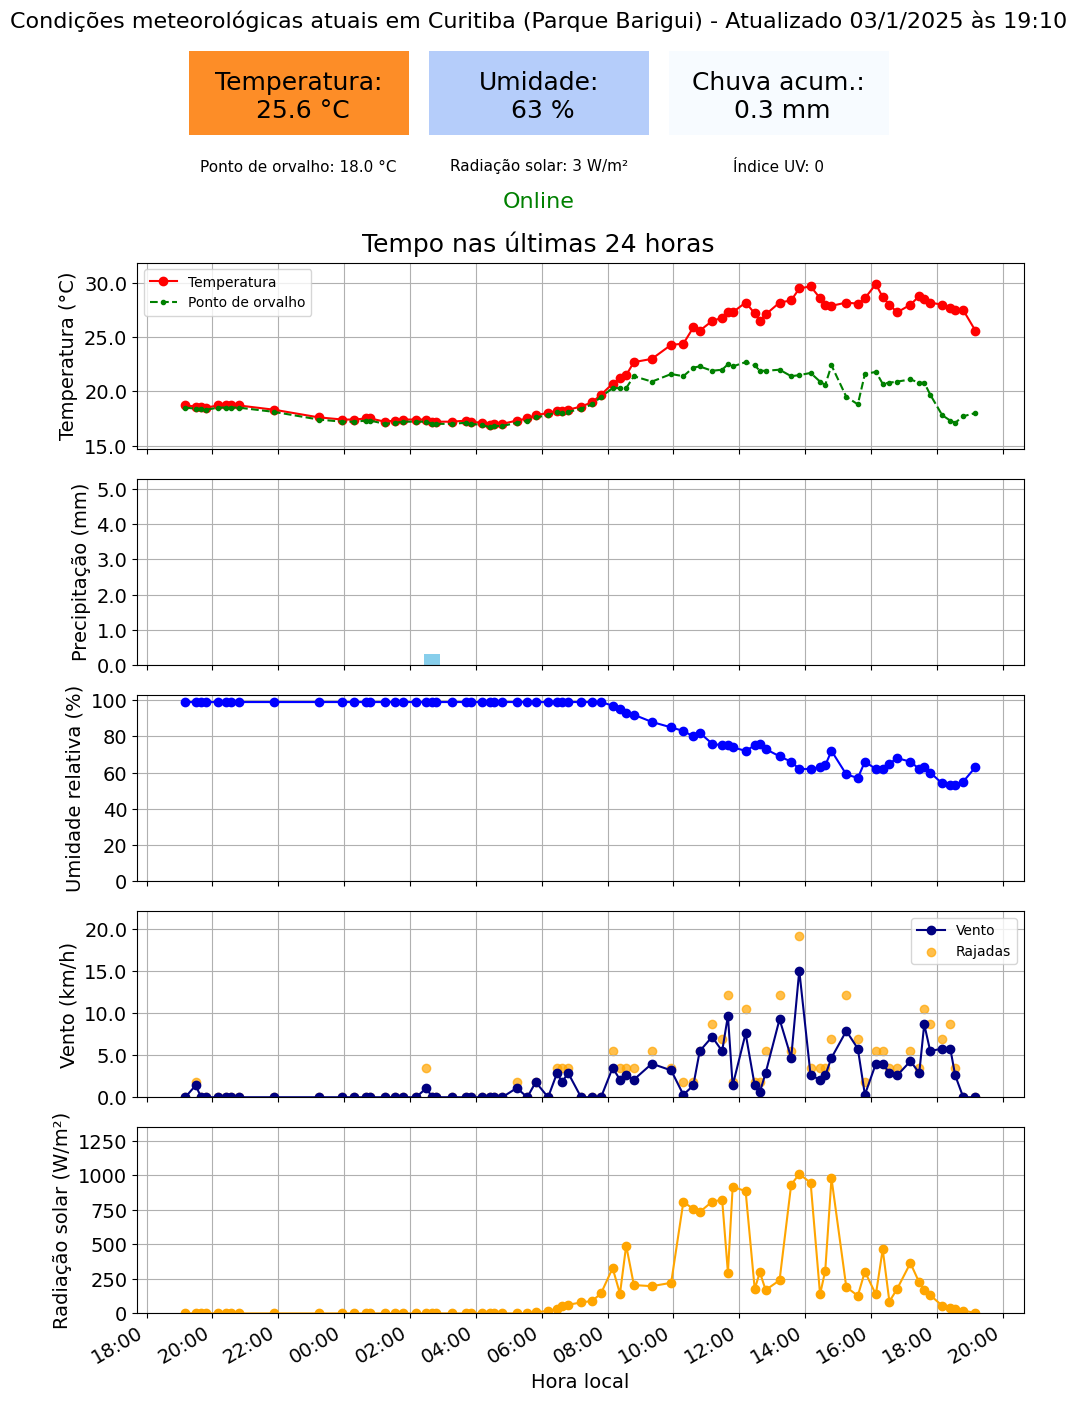 Condições meteorológicas atuais em Curitiba (Parque Barigui) - Atualizado 03/1/2025 às 19:10
Temperatura:
25.6 °C
Umidade:
63 %
Chuva acum.:
0.3 mm
Ponto de orvalho: 18.0 °C
Radiação solar: 3 W/m²
Índice UV: 0
Online
Tempo nas últimas 24 horas
Temperatura (°C)
30.0
25.0
20.0
15.0
Temperatura
Ponto de orvalho
Precipitação (mm)
5.0
4.0
3.0
2.0
1.0
0.0
Umidade relativa (%)
100
80
60
40
20
0
Vento (km/h)
20.0
15.0
10.0
5.0
0.0
Vento
Rajadas
Radiação solar (W/m²)
1250
1000
750
500
250
0
18:00
20:00
22:00
00:00
02:00
04:00
06:00
08:00
10:00
12:00
14:00
16:00
18:00
20:00
Hora local